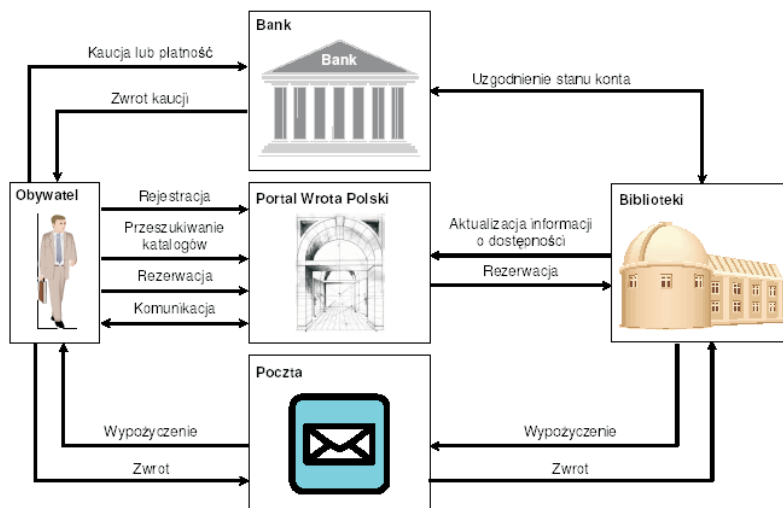 Bank
Kaucja lub płatność
Bank
Uzgodnienie stanu konta
Zwrot kaucji
Obywatel
Rejestracja
Portal Wrota Polski
Biblioteki
Przeszukiwanie
katalogów
Aktualizacja informacji
o dostępności
Rezerwacja
Rezerwacja
Komunikacja
Poczta
Wypożyczenie
Wypożyczenie
Zwrot
Zwrot